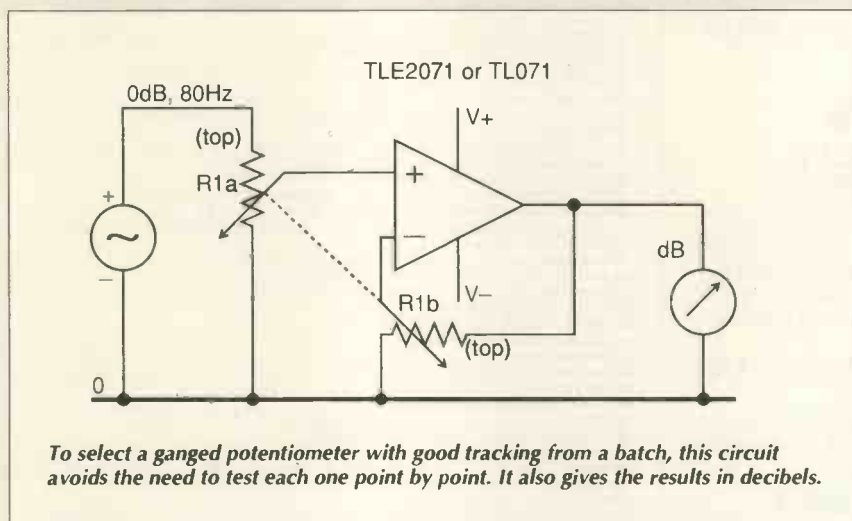 TLE2071 or TL071
0dB, 80Hz
V+
(top)
R1a
+
+
−
dB
−
V−
R1b
(top)
0
To select a ganged potentiometer with good tracking from a batch, this circuit
avoids the need to test each one point by point. It also gives the results in decibels.